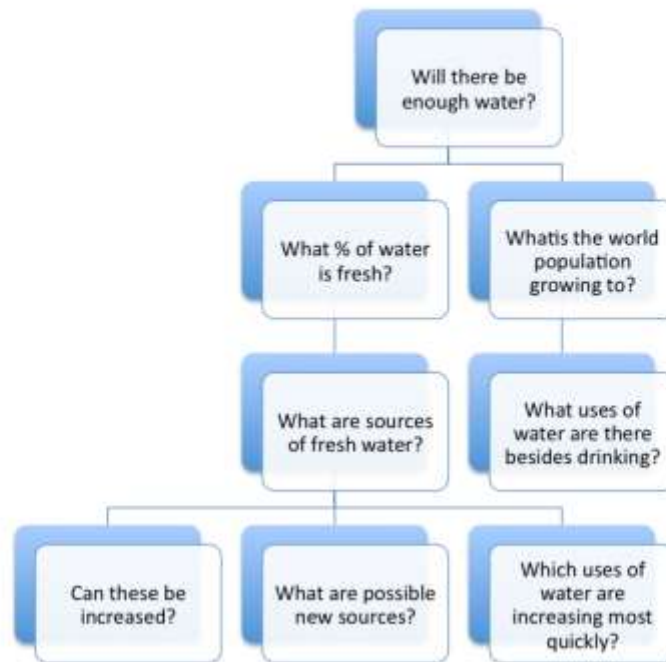 Will there be
enough water?
What % of water
is fresh?
Whatis the world
population
growing to?
What are sources
of fresh water?
What uses of
water are there
besides drinking?
Can these be
increased?
What are possible
new sources?
Which uses of
water are
increasing most
quickly?